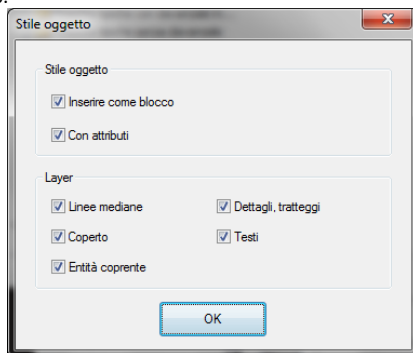 Stile oggetto
Stile oggetto
Inserire come blocco
Con attributi
Layer
Linee mediane
Dettagli, tratteggi
Coperto
Testi
Entità coprente
OK